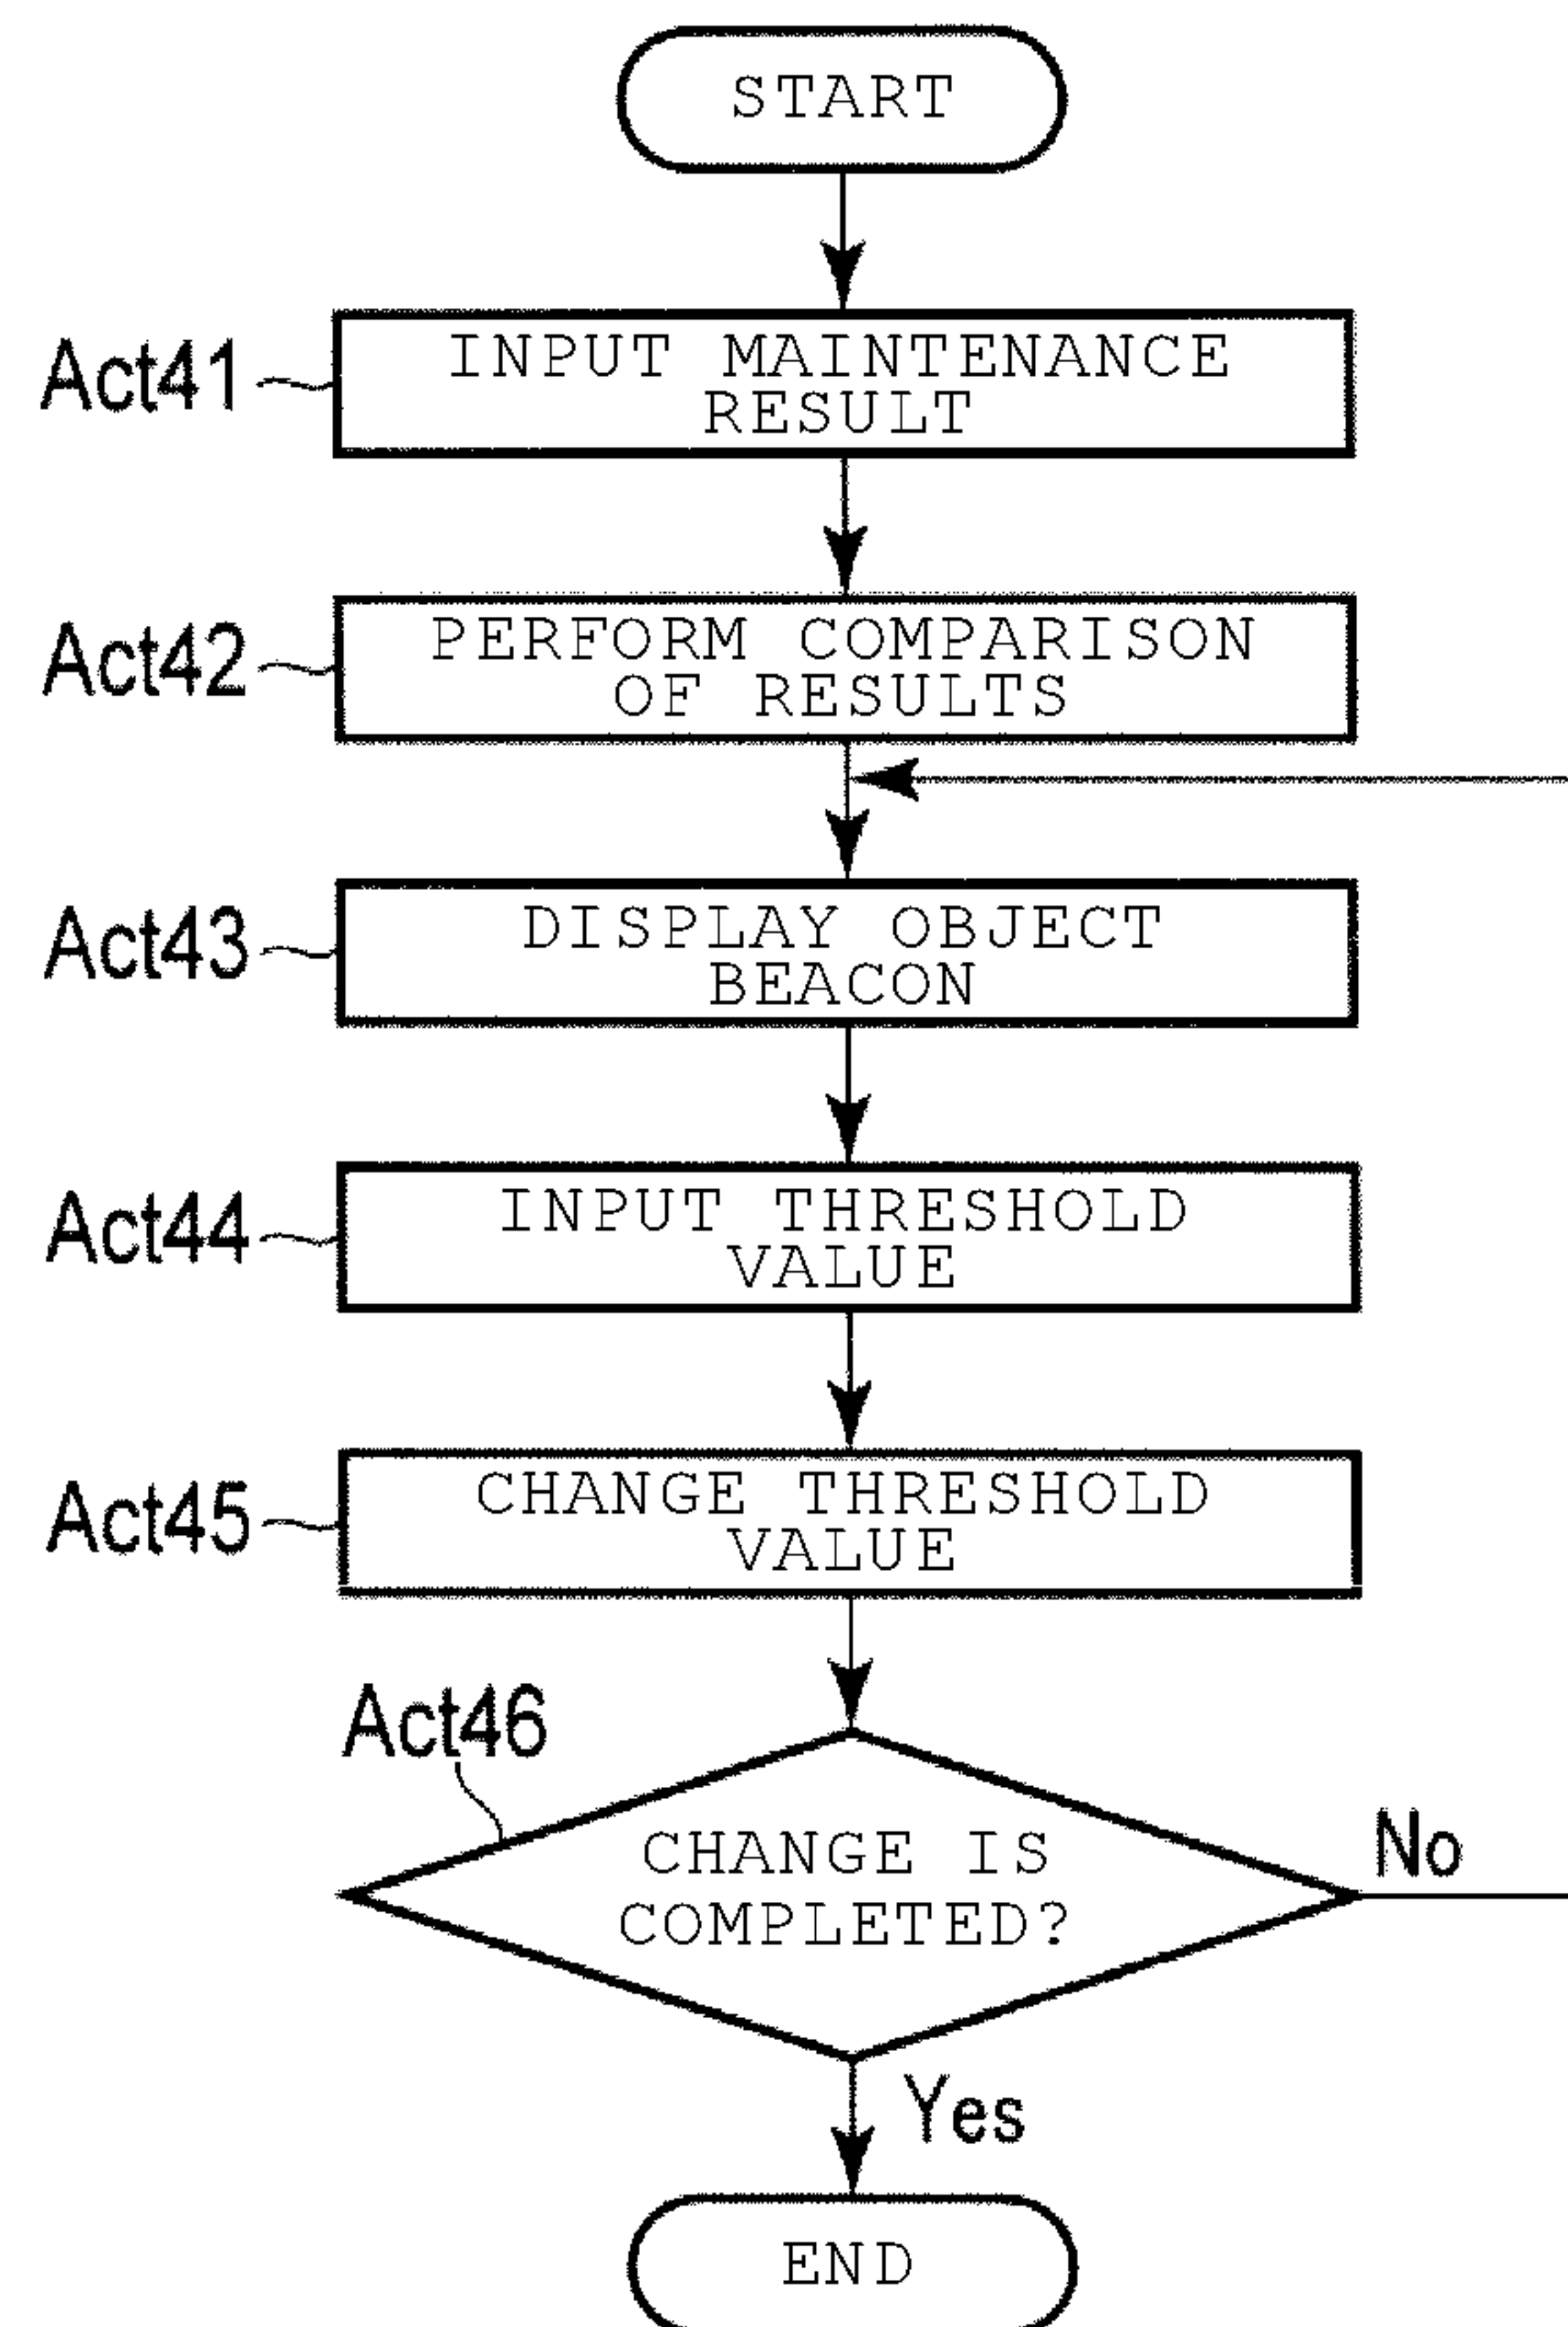 START
Act41
INPUT MAINTENANCE
RESULT
Act42
PERFORM COMPARISON
OF RESULTS
Act43
DISPLAY OBJECT
BEACON
Act44
INPUT THRESHOLD
VALUE
Act45
CHANGE THRESHOLD
VALUE
Act46
CHANGE IS
COMPLETED?
No
Yes
END